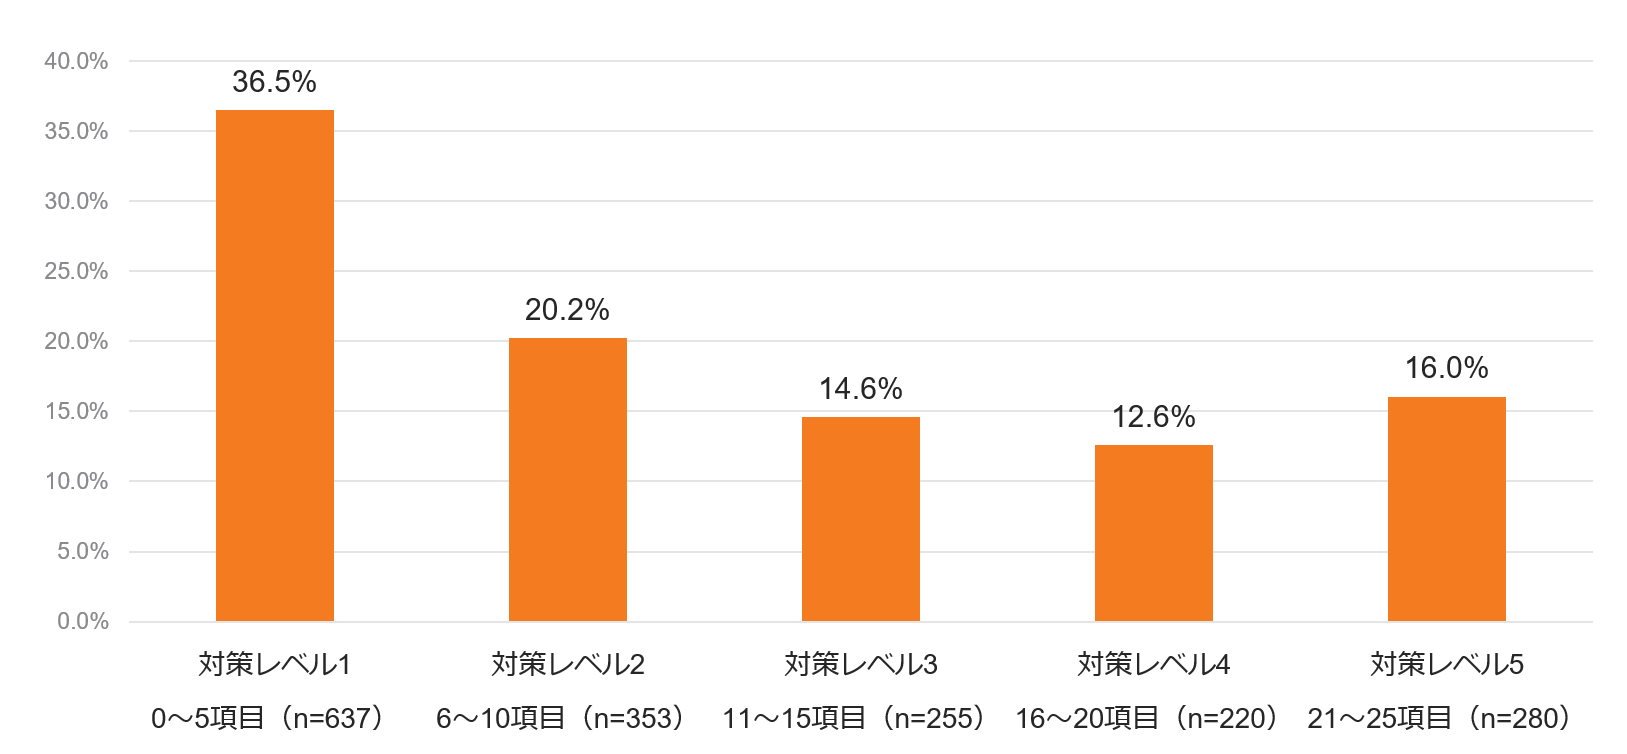 40.0%
35.0%
30.0%
25.0%
20.0%
15.0%
10.0%
5.0%
0.0%
36.5%
20.2%
14.6%
12.6%
16.0%
対策レベル1
対策レベル2
対策レベル3
対策レベル4
対策レベル5
0～5項目（n=637）
6～10項目（n=353）
11～15項目（n=255）
16～20項目（n=220）
21～25項目（n=280）